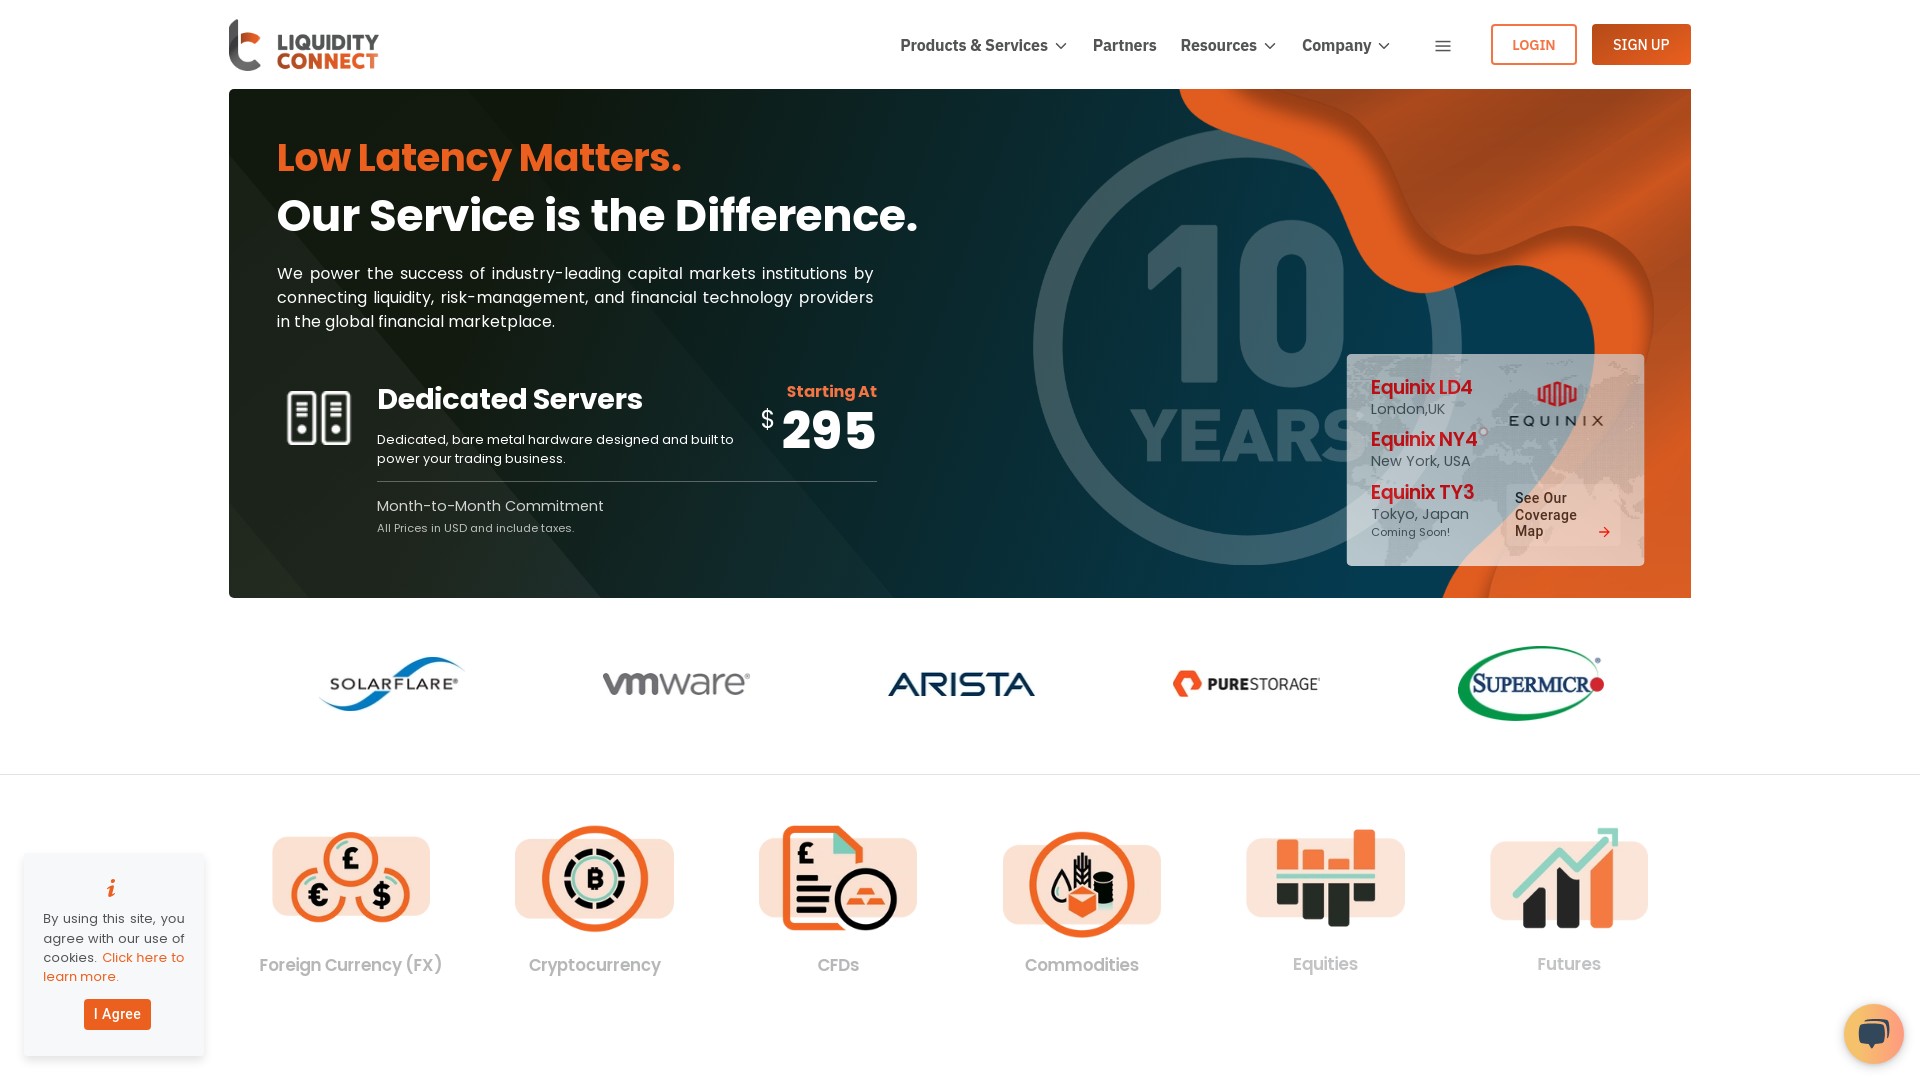 LIQUIDITY
CONNECT
Products & Services
Partners
Resources
Company
LOGIN
SIGN UP
Low Latency Matters.
Our Service is the Difference.
We power the success of industry-leading capital markets institutions by
connecting liquidity, risk-management, and financial technology providers
in the global financial marketplace.
Dedicated Servers
Dedicated, bare metal hardware designed and built to
power your trading business.
Starting At
$ 295
Month-to-Month Commitment
All Prices in USD and include taxes.
10
YEARS
Equinix LD4
London,UK
Equinix NY4
New York, USA
Equinix TY3
Tokyo, Japan
Coming Soon!
EQUINIX
See Our
Coverage
Map
SOLARFLARE®
vmware®
ARISTA
PURESTORAGE®
SUPERMICRO
£
€
$
Foreign Currency (FX)
B
Cryptocurrency
£
CFDs
Commodities
Equities
Futures
i
By using this site, you
agree with our use of
cookies. Click here to
learn more.
I Agree